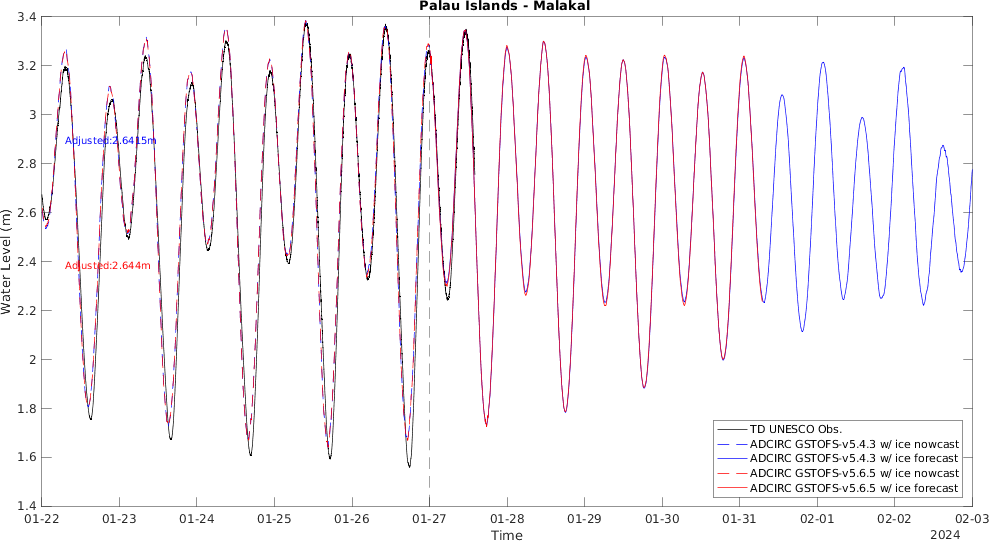 Palau Islands - Malakal
3.4
3.2
3
2.8
2.6
2.4
2.2
2
1.8
1.6
1.4
Water Level (m)
Adjusted:2.6415m
Adjusted:2.644m
TD UNESCO Obs.
ADCIRC GSTOFS-v5.4.3 w/ ice nowcast
ADCIRC GSTOFS-v5.4.3 w/ ice forecast
ADCIRC GSTOFS-v5.6.5 w/ ice nowcast
ADCIRC GSTOFS-v5.6.5 w/ ice forecast
01-22 01-23 01-24 01-25 01-26 01-27 01-28 01-29 01-30 01-31 02-01 02-02 02-03
Time
2024